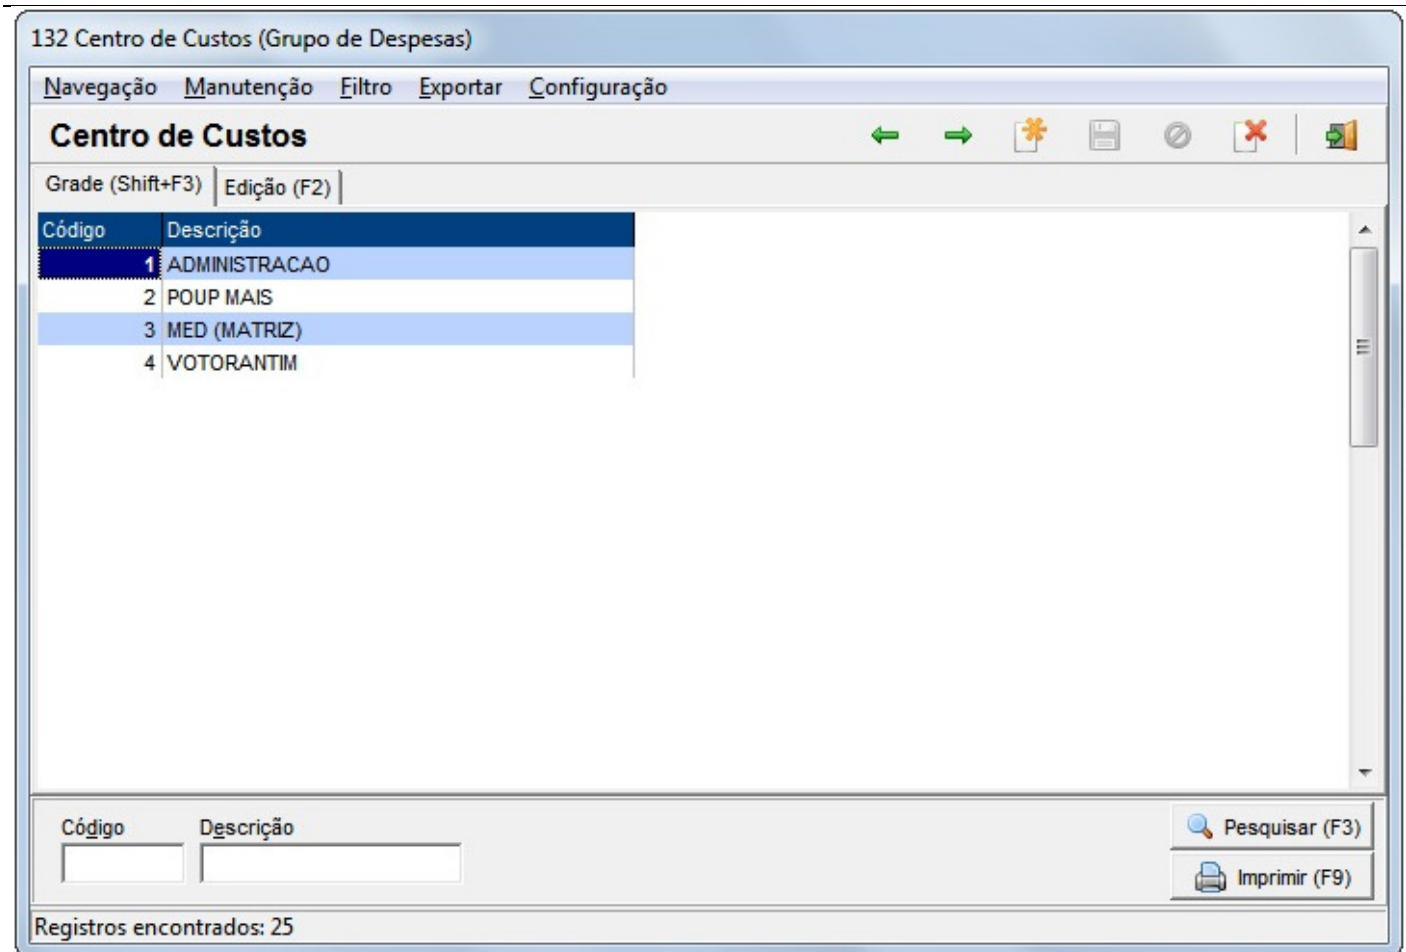 132 Centro de Custos (Grupo de Despesas)
Navegação Manutenção Filtro Exportar Configuração
Centro de Custos
Grade (Shift+F3) Edição (F2)
Código Descrição
1 ADMINISTRACAO
2 POUP MAIS
3 MED (MATRIZ)
4 VOTORANTIM
Código Descrição
Pesquisar (F3)
Imprimir (F9)
Registros encontrados: 25